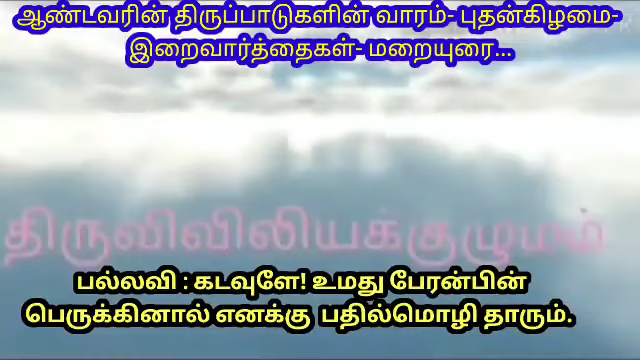 ஆண்டவரின் திருப்பாடுகளின் வாரம்- புதன்கிழமை-
இறைவார்த்தைகள்- மறையுரை...
திருவிவிலியக்குழுமம்
பல்லவி : கடவுளே! உமது பேரன்பின்
பெருக்கினால் எனக்கு பதில்மொழி தாரும்.